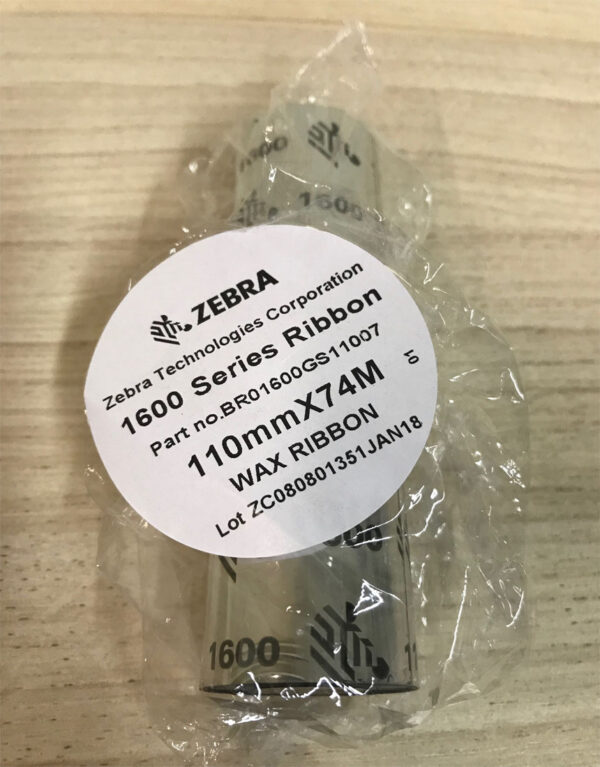 1600
1600
ZEBRA
Zebra Technologies Corporation
1600 Series Ribbon
Part no.BR01600GS11007
110mmX74M
01
WAX RIBBON
Lot ZC080801351JAN18
1600